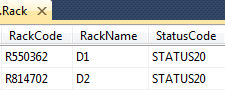 .Rack
RackCode RackName StatusCode
R550362 D1 STATUS20
R814702 D2 STATUS20